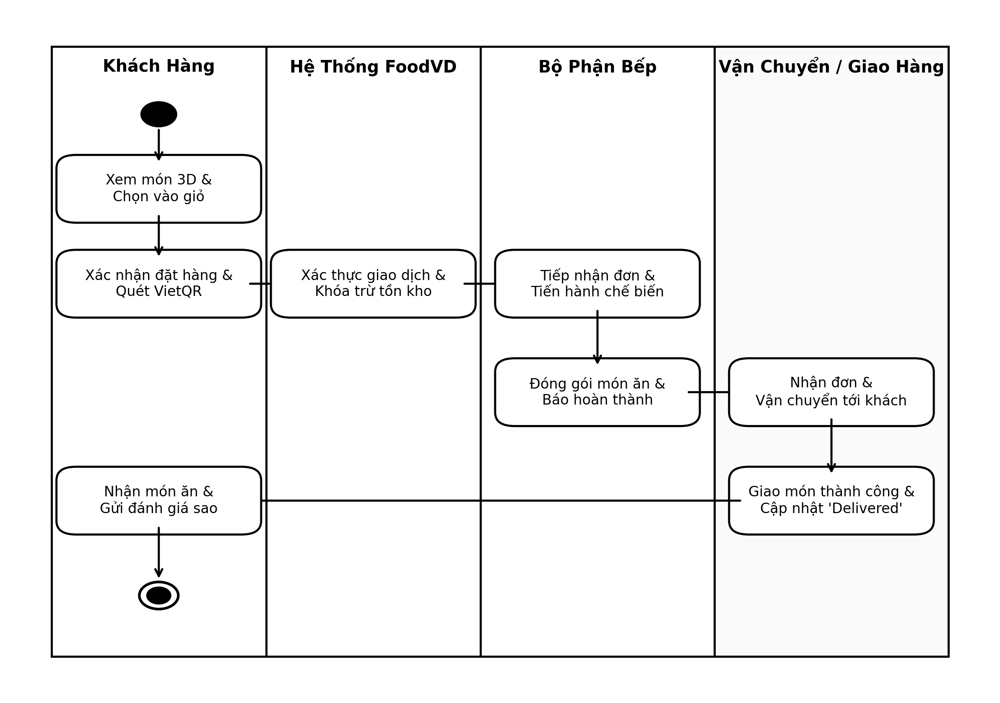 Khách Hàng
Hệ Thống FoodVD
Bộ Phận Bếp
Vận Chuyển / Giao Hàng
Xem món 3D &
Chọn vào giỏ
Xác nhận đặt hàng &
Quét VietQR
Xác thực giao dịch &
Khóa trừ tồn kho
Tiếp nhận đơn &
Tiến hành chế biến
Đóng gói món ăn &
Báo hoàn thành
Nhận đơn &
Vận chuyển tới khách
Nhận món ăn &
Gửi đánh giá sao
Giao món thành công &
Cập nhật 'Delivered'